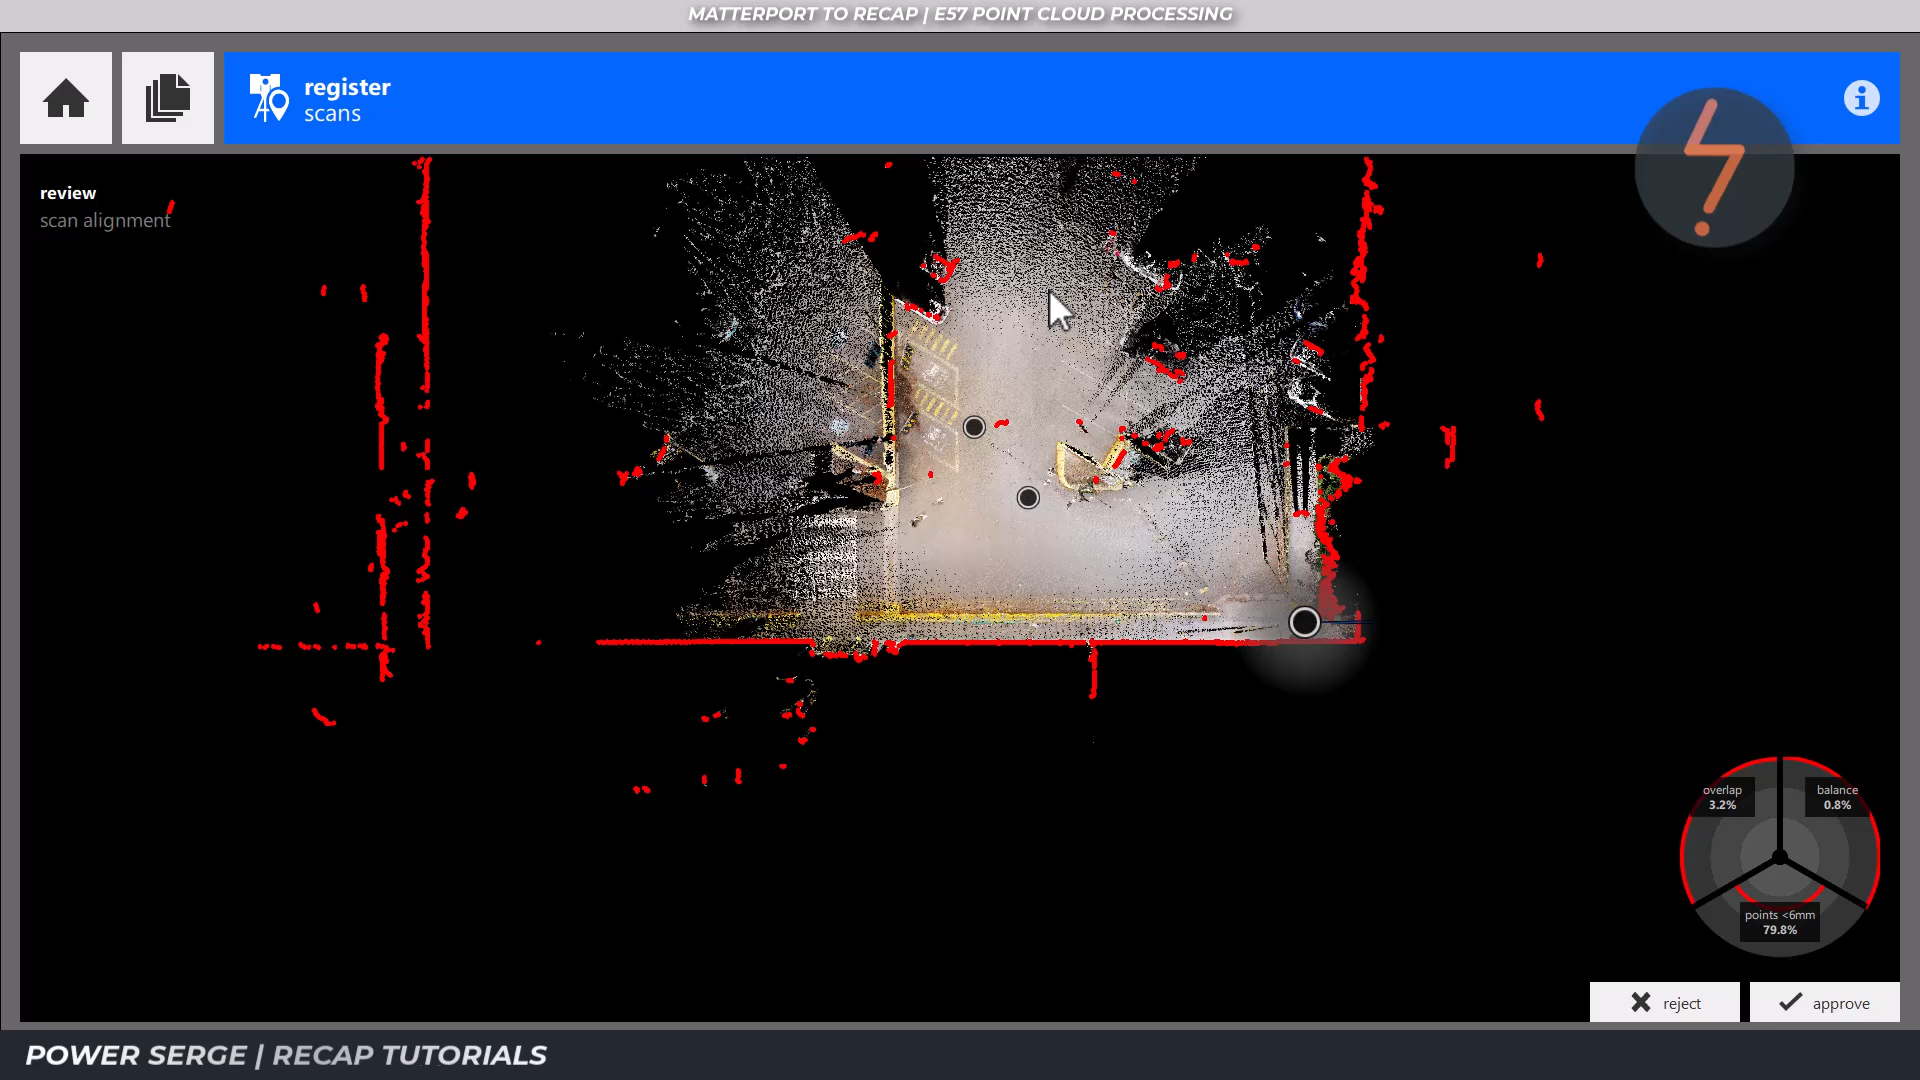 MATTERPORT TO RECAP | E57 POINT CLOUD PROCESSING
register
scans
review
scan alignment
overlap
3.2%
balance
0.8%
points <6mm
79.8%
reject
approve
POWER SERGE | RECAP TUTORIALS